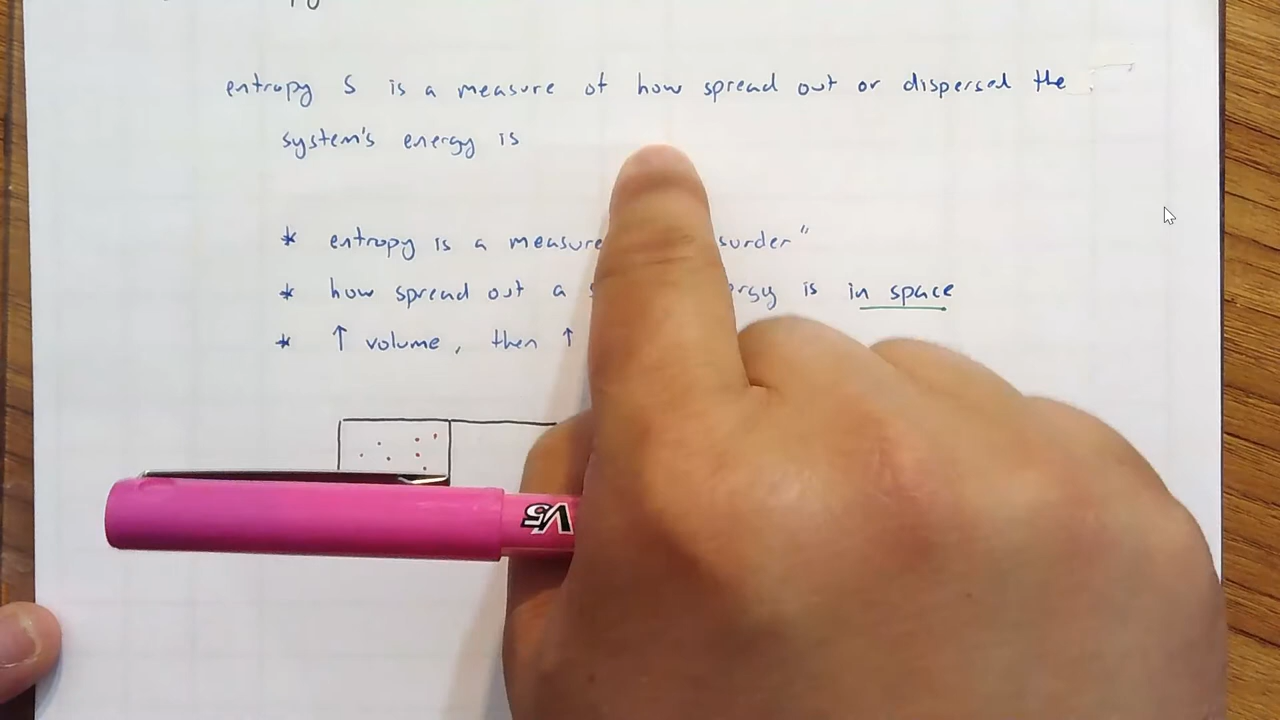 entropy S is a measure of how spread out or dispersed the
system's energy is
* entropy is a measure surder"
* how spread out a s rgy is in space
* ↑ volume, then ↑
V5